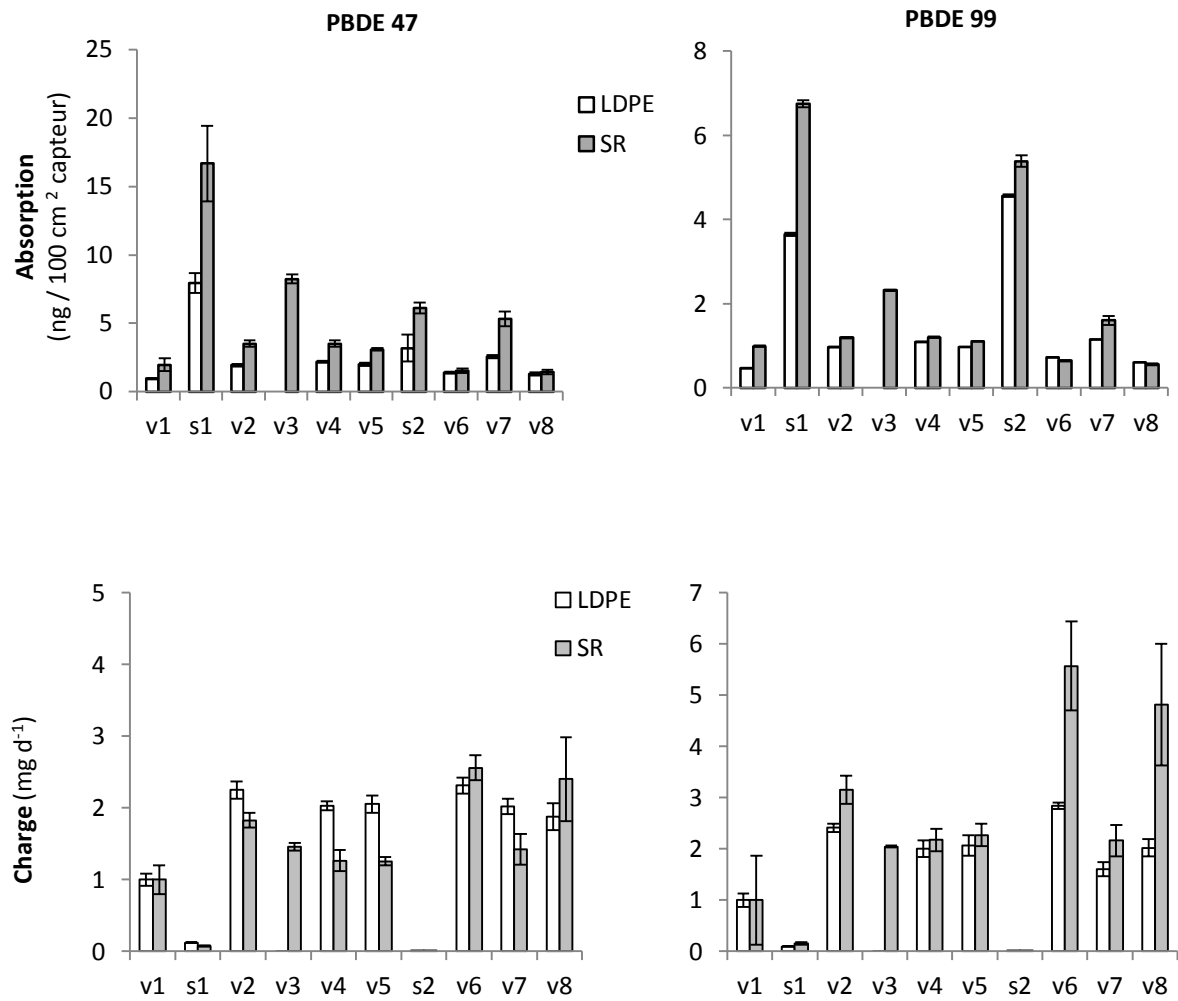 PBDE 47
PBDE 99
Absorption
(ng / 100 cm ² capteur)
25
20
15
10
5
0
LDPE
SR
v1 s1 v2 v3 v4 v5 s2 v6 v7 v8
8
6
4
2
0
v1 s1 v2 v3 v4 v5 s2 v6 v7 v8
Charge (mg d⁻¹)
5
4
3
2
1
0
LDPE
SR
v1 s1 v2 v3 v4 v5 s2 v6 v7 v8
7
6
5
4
3
2
1
0
v1 s1 v2 v3 v4 v5 s2 v6 v7 v8